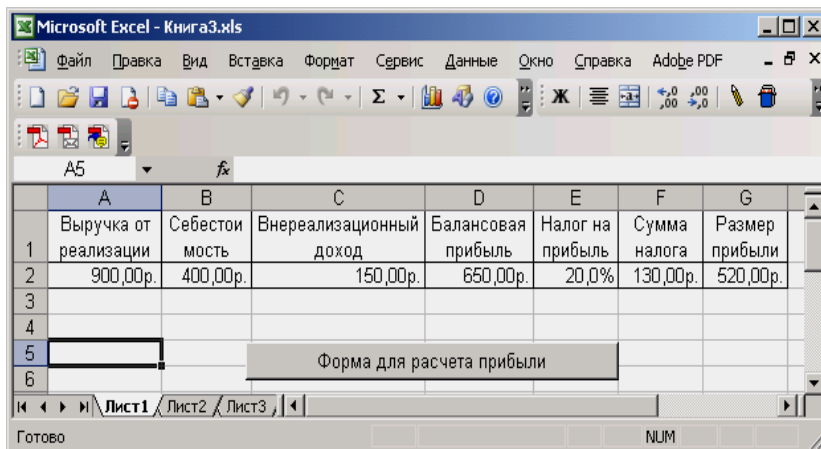 Microsoft Excel - Книга3.xls
Файл Правка Вид Вставка Формат Сервис Данные Окно Справка Adobe PDF
Ж
A5 fx
A B C D E F G
1 Выручка от реализации Себестои мость Внереализационный доход Балансовая прибыль Налог на прибыль Сумма налога Размер прибыли
2 900,00р. 400,00р. 150,00р. 650,00р. 20,0% 130,00р. 520,00р.
3
4
5
Форма для расчета прибыли
6
Лист1 Лист2 Лист3
Готово NUM